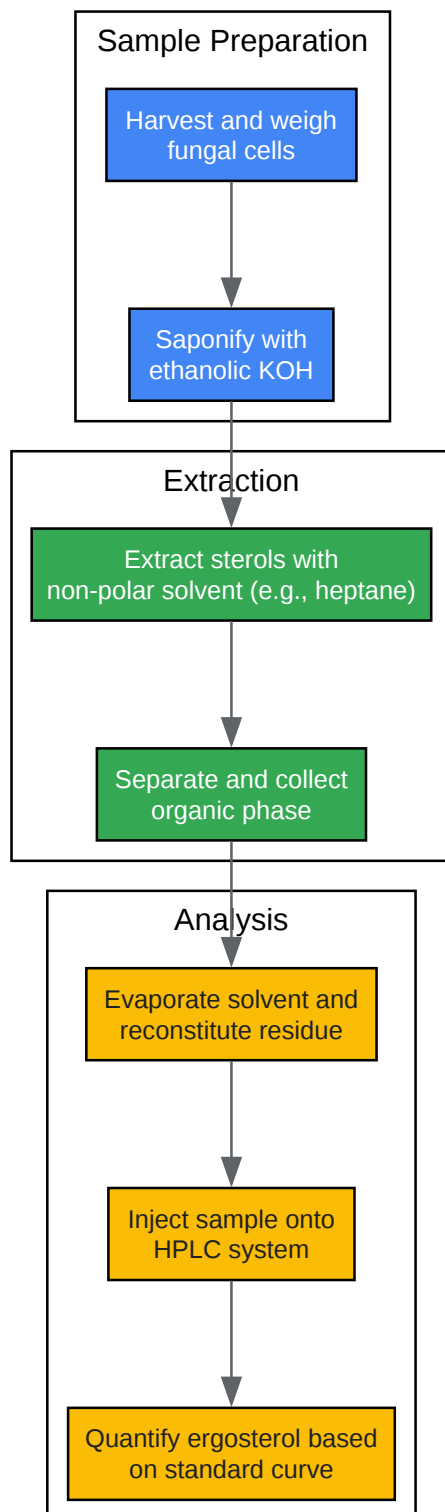 Sample Preparation
Harvest and weigh
fungal cells
Saponify with
ethanolic KOH
Extraction
Extract sterols with
non-polar solvent (e.g., heptane)
Separate and collect
organic phase
Analysis
Evaporate solvent and
reconstitute residue
Inject sample onto
HPLC system
Quantify ergosterol based
on standard curve